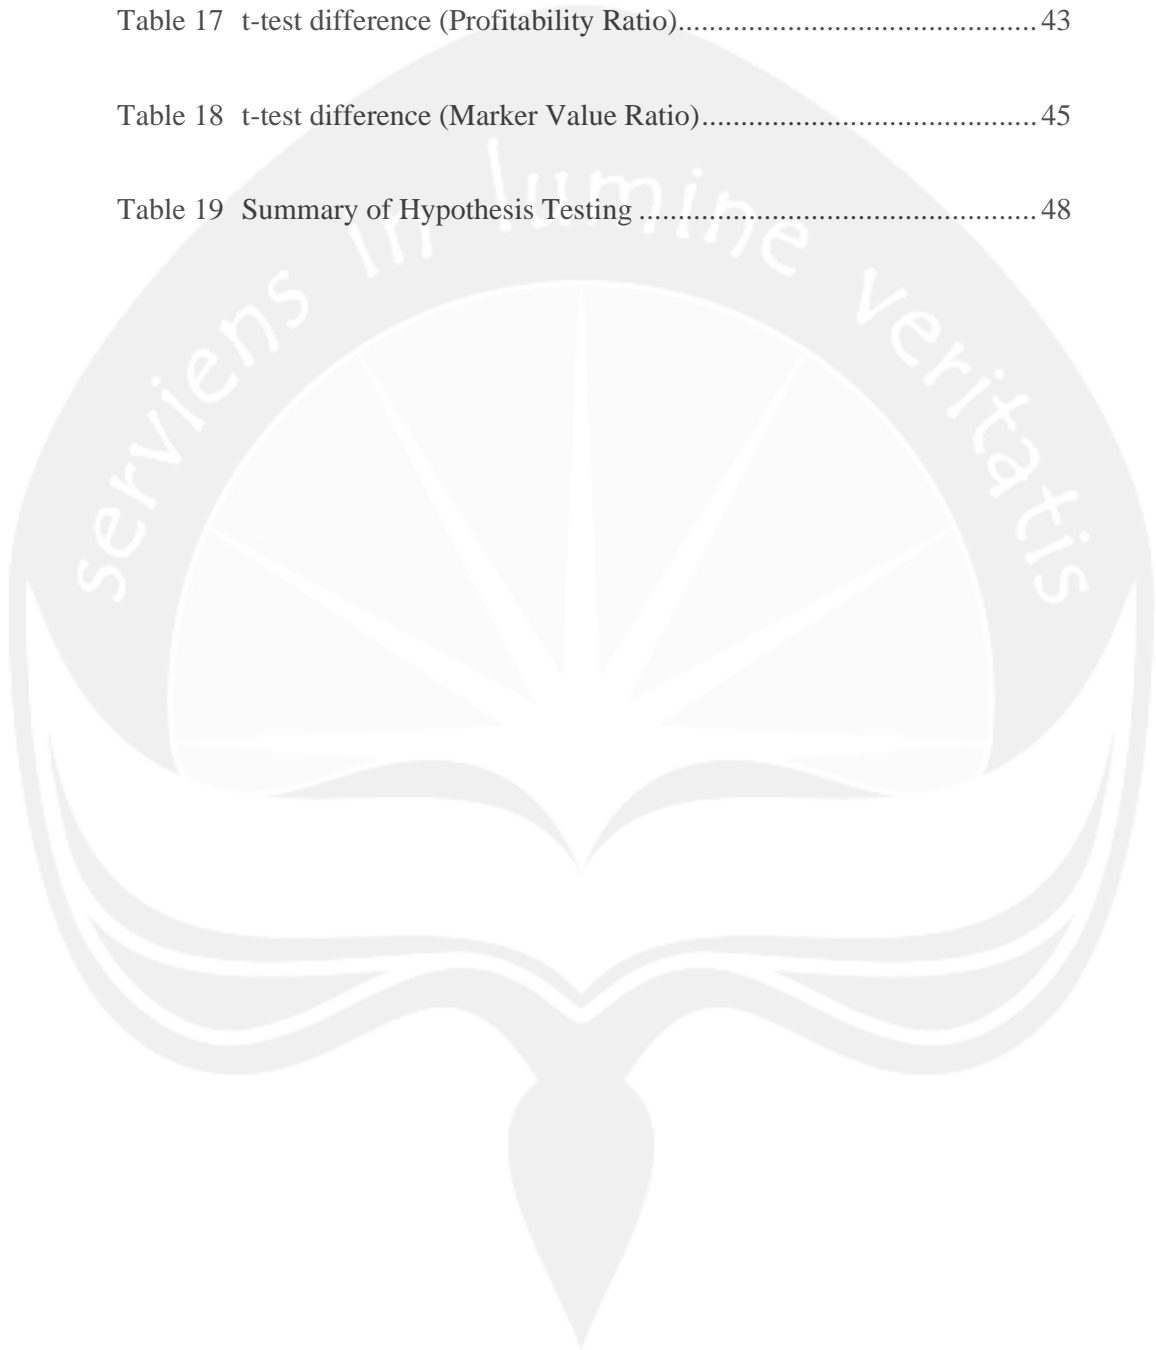 Table 17 t-test difference (Profitability Ratio).............................................. 43
Table 18 t-test difference (Marker Value Ratio)........................................... 45
Table 19 Summary of Hypothesis Testing ................................................... 48
serviens in lumine veritatis